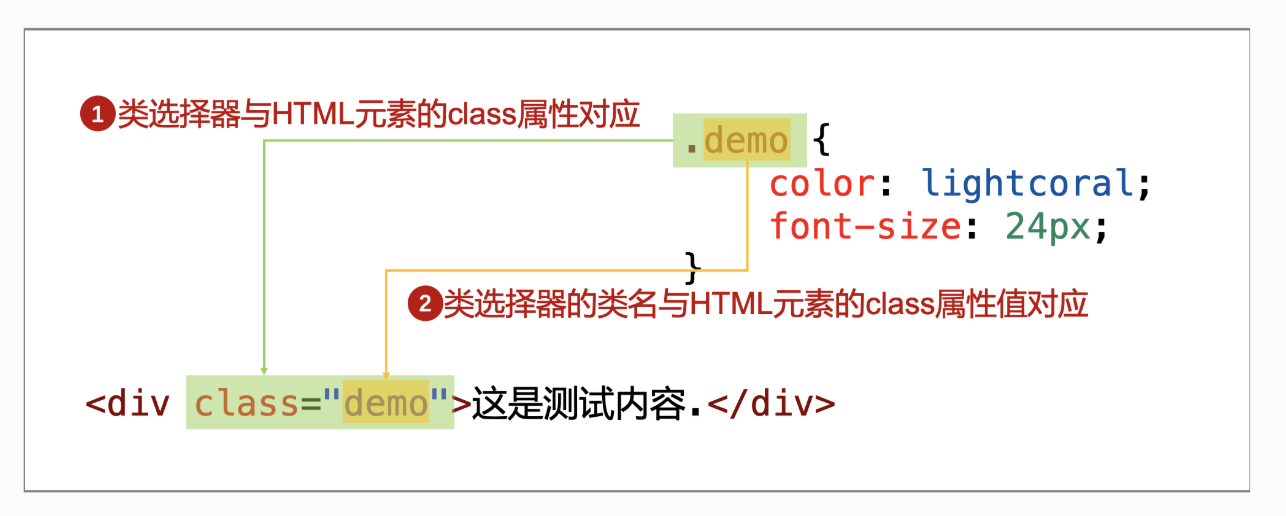 1 类选择器与HTML元素的class属性对应
.demo {
color: lightcoral;
font-size: 24px;
}
2 类选择器的类名与HTML元素的class属性值对应
<div class="demo">这是测试内容.</div>